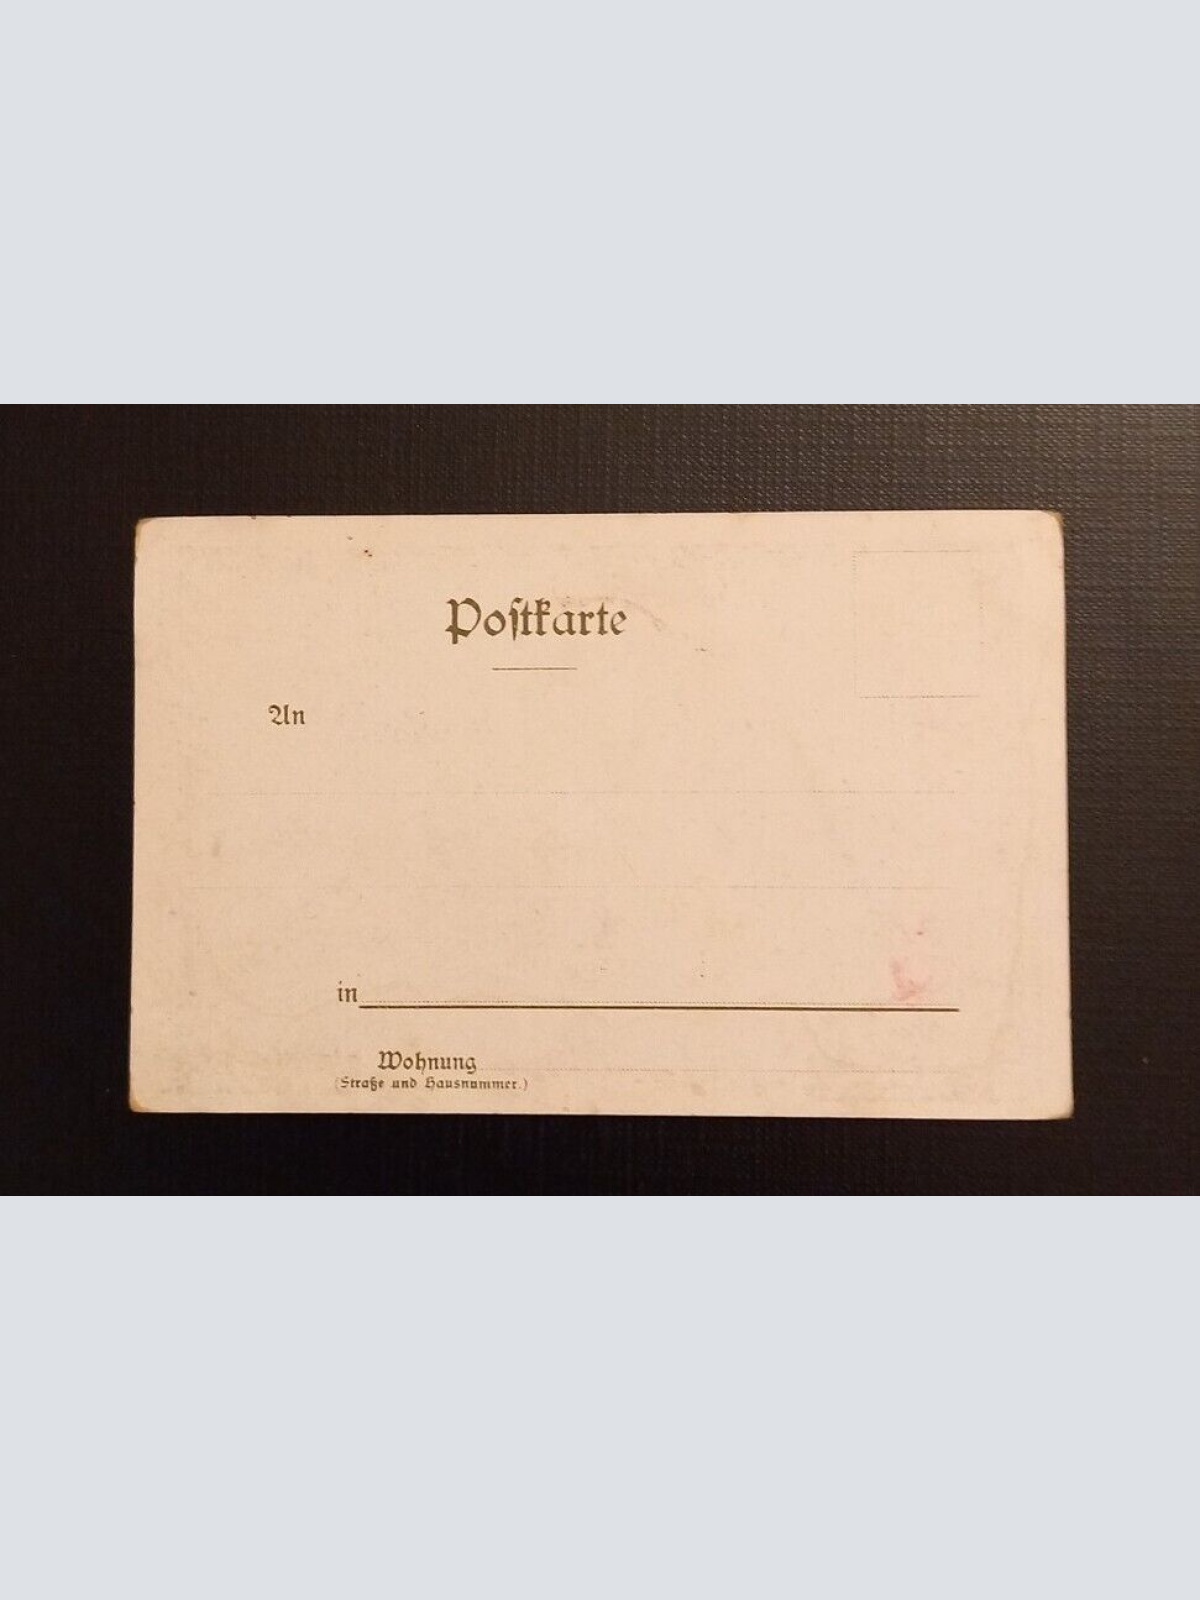 Poſtkarte
An
in
Wohnung
(Straße und Hausnummer.)